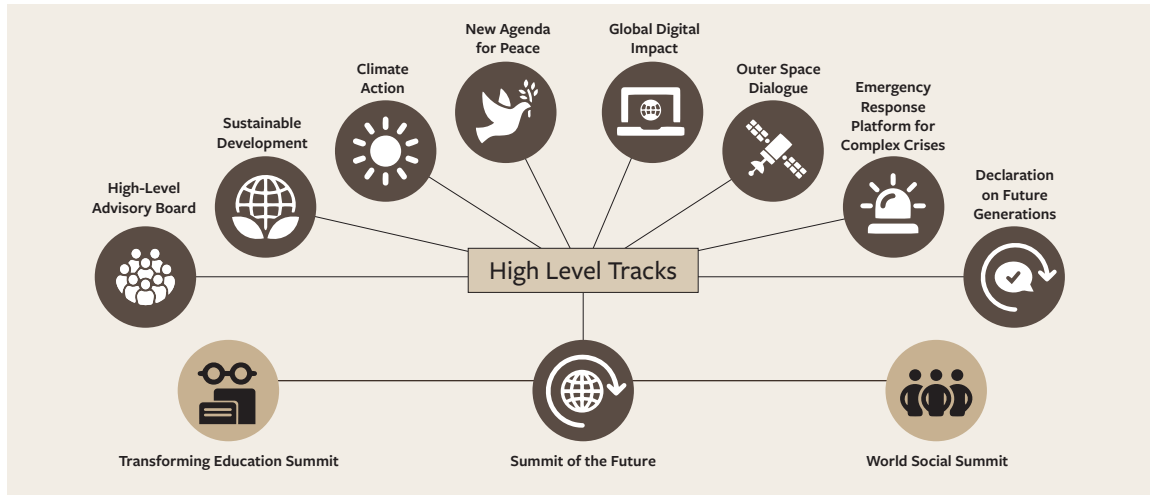 New Agenda
for Peace
Global Digital
Impact
Climate
Action
Outer Space
Dialogue
Emergency
Response
Platform for
Complex Crises
Sustainable
Development
High-Level
Advisory Board
Declaration
on Future
Generations
High Level Tracks
Transforming Education Summit
Summit of the Future
World Social Summit